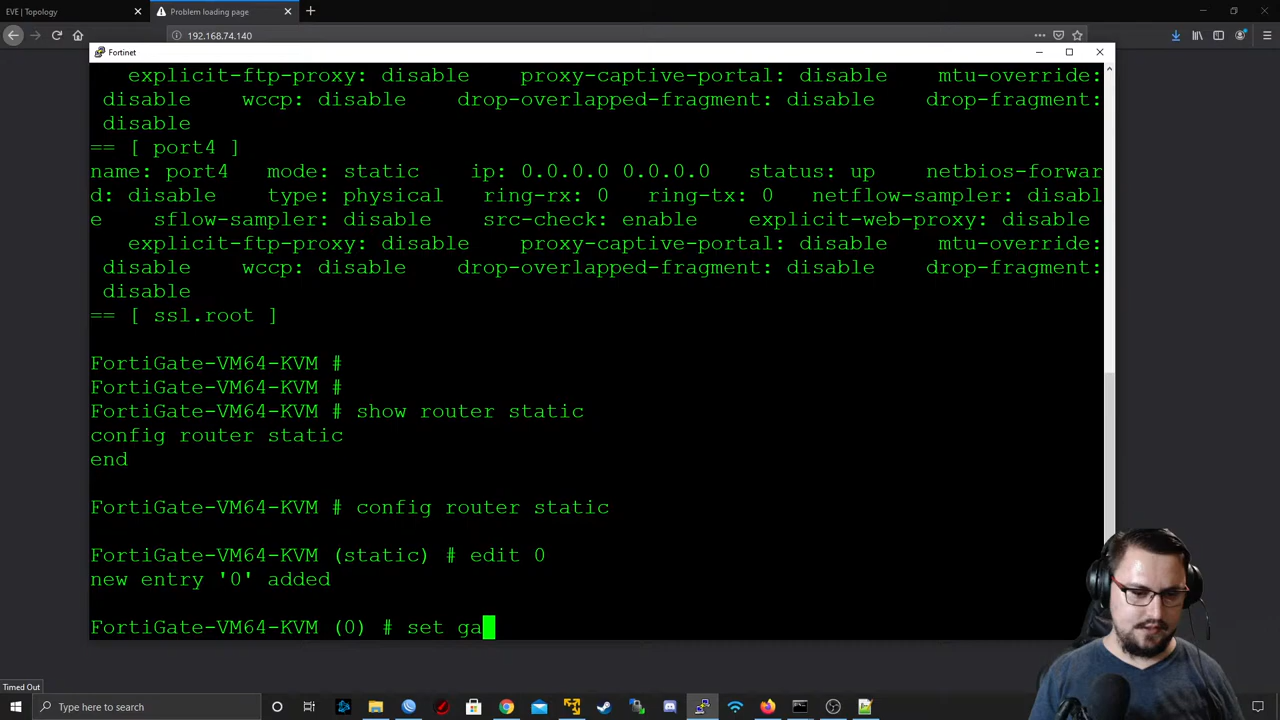 EVE | Topology
Problem loading page
192.168.74.140
Fortinet
explicit-ftp-proxy: disable proxy-captive-portal: disable mtu-override:
disable wccp: disable drop-overlapped-fragment: disable drop-fragment:
disable
== [ port4 ]
name: port4 mode: static ip: 0.0.0.0 0.0.0.0 status: up netbios-forwar
d: disable type: physical ring-rx: 0 ring-tx: 0 netflow-sampler: disabl
e sflow-sampler: disable src-check: enable explicit-web-proxy: disable
explicit-ftp-proxy: disable proxy-captive-portal: disable mtu-override:
disable wccp: disable drop-overlapped-fragment: disable drop-fragment:
disable
== [ ssl.root ]
FortiGate-VM64-KVM #
FortiGate-VM64-KVM #
FortiGate-VM64-KVM # show router static
config router static
end
FortiGate-VM64-KVM # config router static
FortiGate-VM64-KVM (static) # edit 0
new entry '0' added
FortiGate-VM64-KVM (0) # set ga
Timed Out
Type here to search